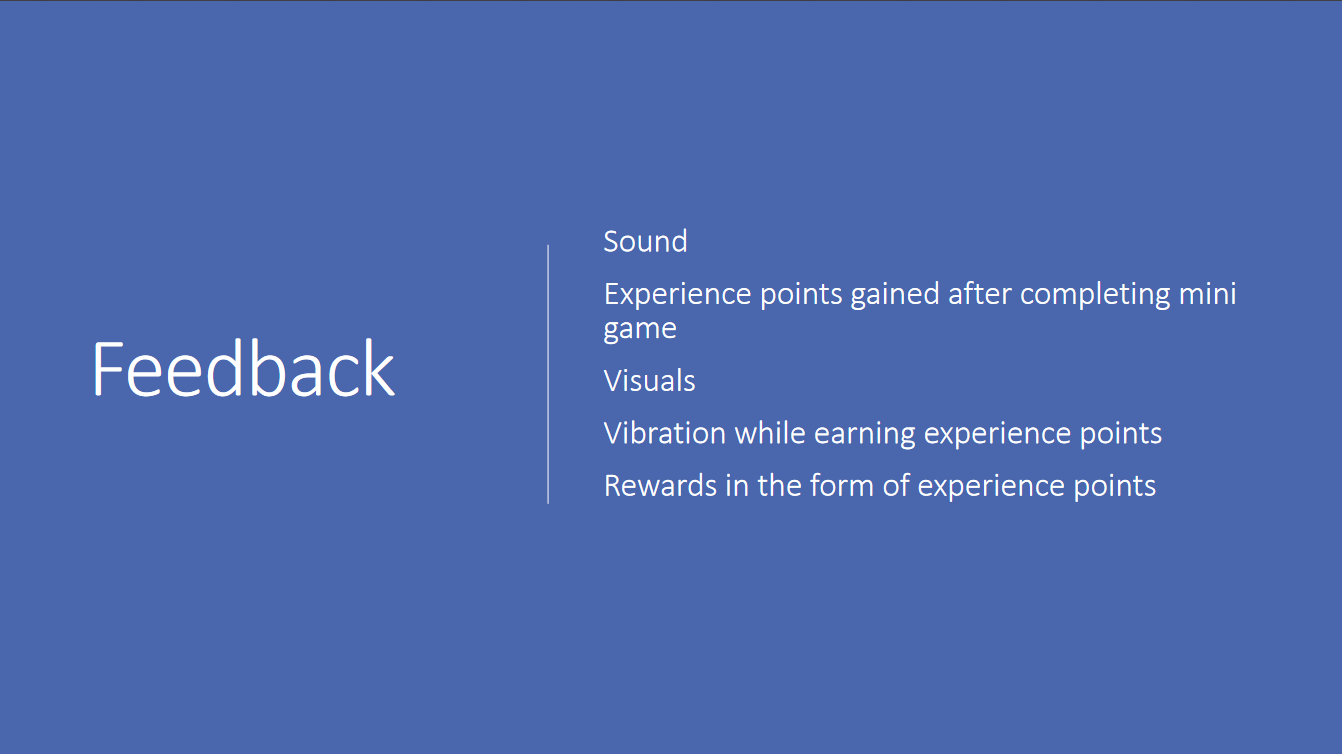 Feedback
Sound
Experience points gained after completing mini
game
Visuals
Vibration while earning experience points
Rewards in the form of experience points